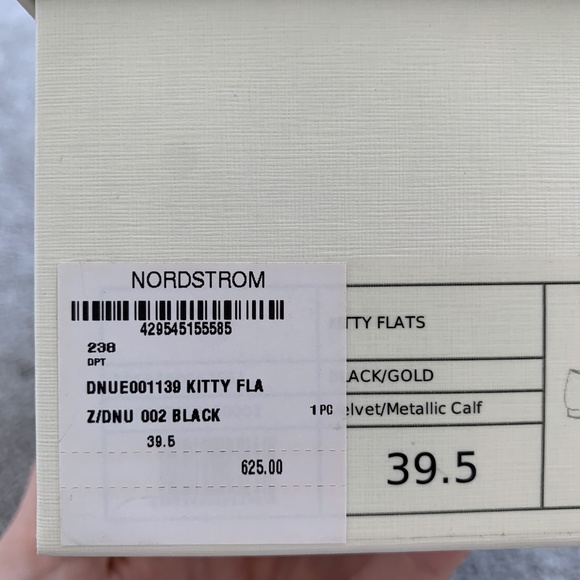 NORDSTROM
429545155585
238
DPT
DNUE001139 KITTY FLA
Z/DNU 002 BLACK 1 PC
39.5
625.00
TTY FLATS
LACK/GOLD
elvet/Metallic Calf
39.5